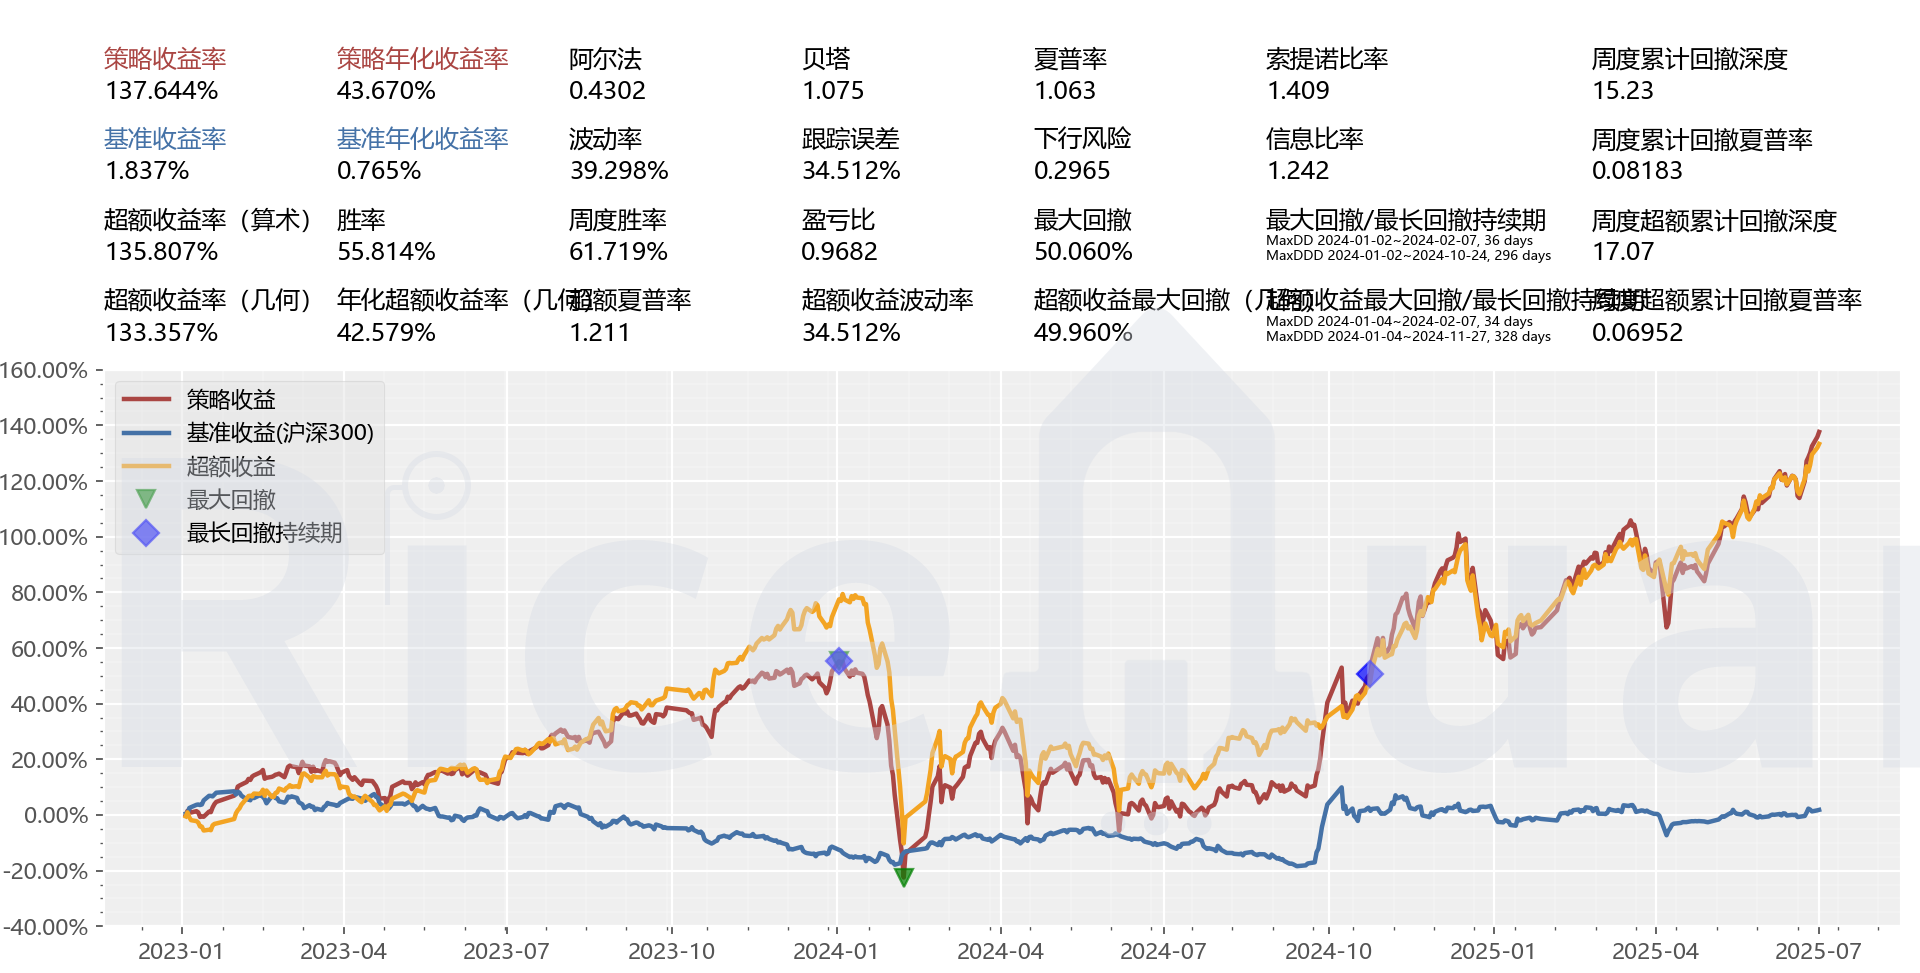 策略收益率 策略年化收益率 阿尔法 贝塔 夏普率 索提诺比率 周度累计回撤深度
137.644% 43.670% 0.4302 1.075 1.063 1.409 15.23
基准收益率 基准年化收益率 波动率 跟踪误差 下行风险 信息比率 周度累计回撤夏普率
1.837% 0.765% 39.298% 34.512% 0.2965 1.242 0.08183
超额收益率（算术） 胜率 周度胜率 盈亏比 最大回撤 最大回撤/最长回撤持续期 周度超额累计回撤深度
135.807% 55.814% 61.719% 0.9682 50.060% MaxDD 2024-01-02~2024-02-07, 36 days
MaxDDD 2024-01-02~2024-10-24, 296 days 17.07
超额收益率（几何） 年化超额收益率（几何） 超额夏普率 超额收益波动率 超额收益最大回撤（几何） 超额收益最大回撤/最长回撤持续期 周度超额累计回撤夏普率
133.357% 42.579% 1.211 34.512% 49.960% MaxDD 2024-01-04~2024-02-07, 34 days
MaxDDD 2024-01-04~2024-11-27, 328 days 0.06952
160.00%
140.00%
120.00%
100.00%
80.00%
60.00%
40.00%
20.00%
0.00%
-20.00%
-40.00%
策略收益
基准收益(沪深300)
超额收益
最大回撤
最长回撤持续期
2023-01 2023-04 2023-07 2023-10 2024-01 2024-04 2024-07 2024-10 2025-01 2025-04 2025-07